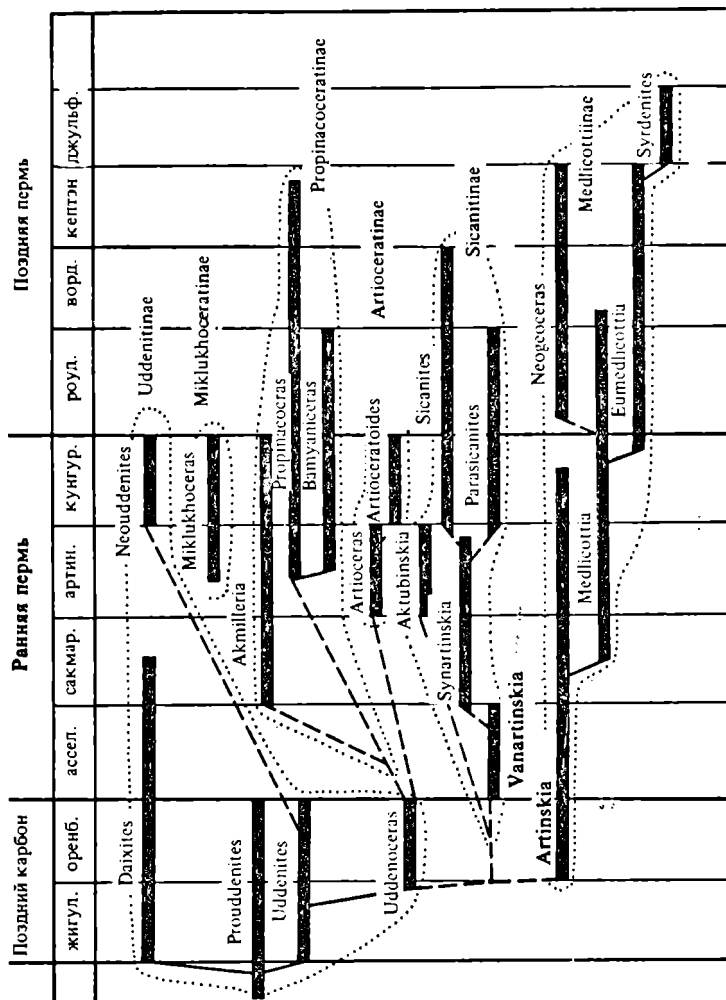 Поздняя пермь
Ранняя пермь
Поздний карбон
джульф.
кептэн
ворд.
роуд.
кунгур.
артин.
сакмар.
ассел.
оренб.
жигул.
Uddenitinae
Neouddenites
Daixites
Miklukhoceratinae
Miklukhoceras
Akmilleria
Prouddenites
Propinacoceratinae
Propinacocras
Uddenites
Bamyaniceras
Artioceratinae
Artioceratoides
Artioceras
Uddenoceras
Sicanitinae
Sicanites
Aktubinskia
Synartinskia
Parasicanites
Vanartinskia
Neogeoceras
Medlicottiinae
Artinskia
Medlicottia
Eumedlicottia
Syrdenites